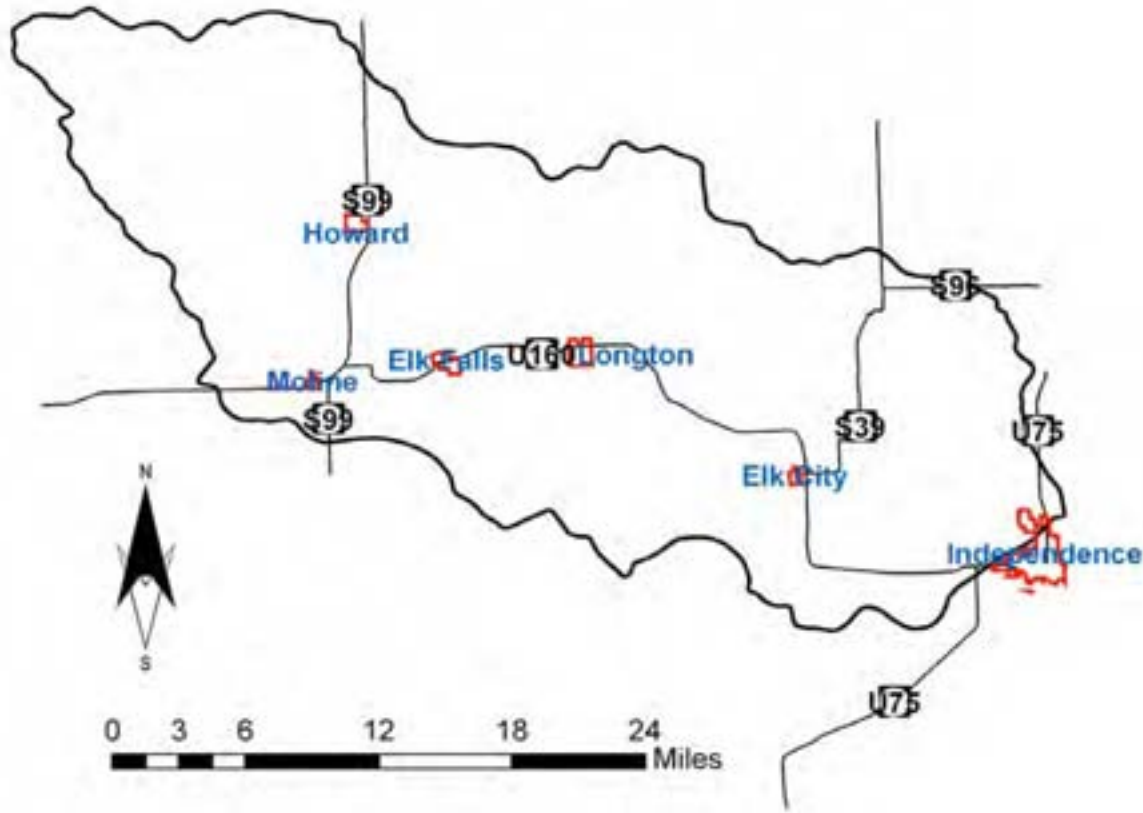 S99
Howard
Elk Falls
U160
Longton
Moline
S99
S39
U75
Elk City
Independence
N
S
U75
0 3 6 12 18 24
Miles